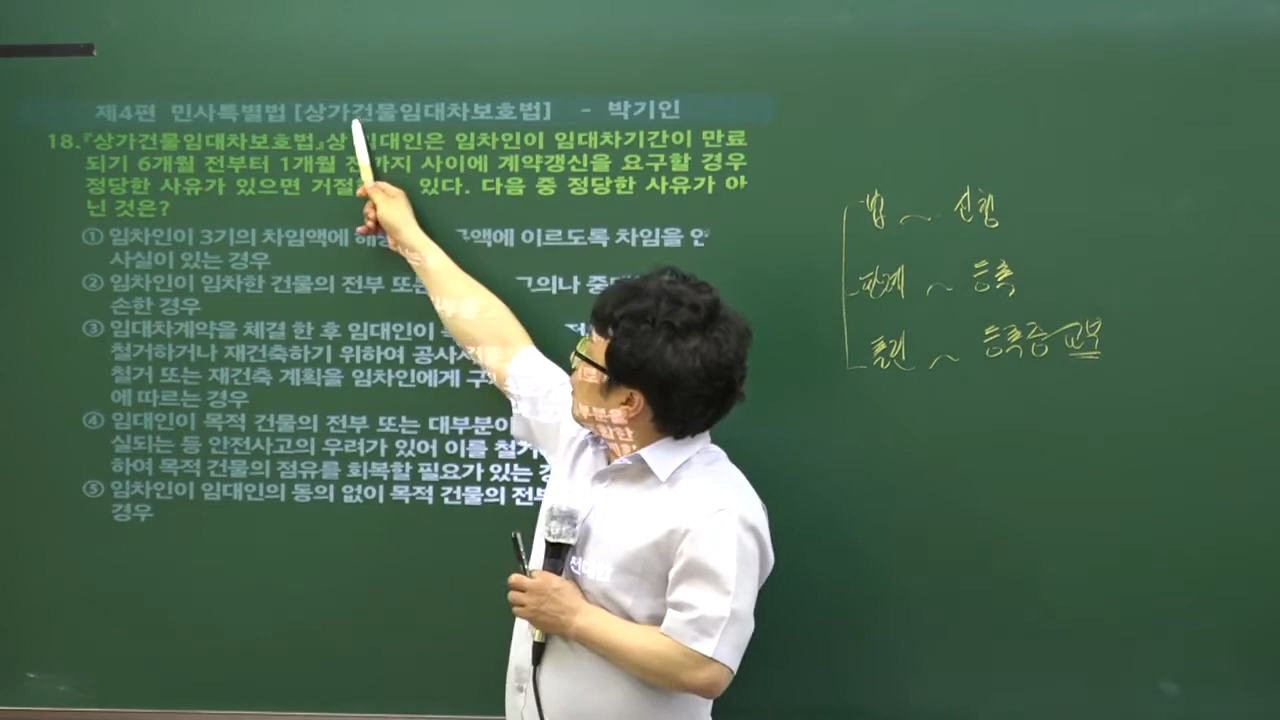 제4편 민사특별법 [상가건물임대차보호법] - 박기인
18.『상가건물임대차보호법』상 임대인은 임차인이 임대차기간이 만료
되기 6개월 전부터 1개월 전까지 사이에 계약갱신을 요구할 경우
정당한 사유가 있으면 거절 있다. 다음 중 정당한 사유가 아
닌 것은?
① 임차인이 3기의 차임액에 해당 금액에 이르도록 차임을 연
사실이 있는 경우
② 임차인이 임차한 건물의 전부 또는 고의나 중대
손한 경우
③ 임대차계약을 체결 한 후 임대인이
철거하거나 재건축하기 위하여 공사시
철거 또는 재건축 계획을 임차인에게 구
에 따르는 경우
④ 임대인이 목적 건물의 전부 또는 대부분
실되는 등 안전사고의 우려가 있어 이를 철거
하여 목적 건물의 점유를 회복할 필요가 있는 경
⑤ 임차인이 임대인의 동의 없이 목적 건물의 전부
경우
법 ~ 신청
관계 ~ 등록
훈련 ~ 등록증 교부